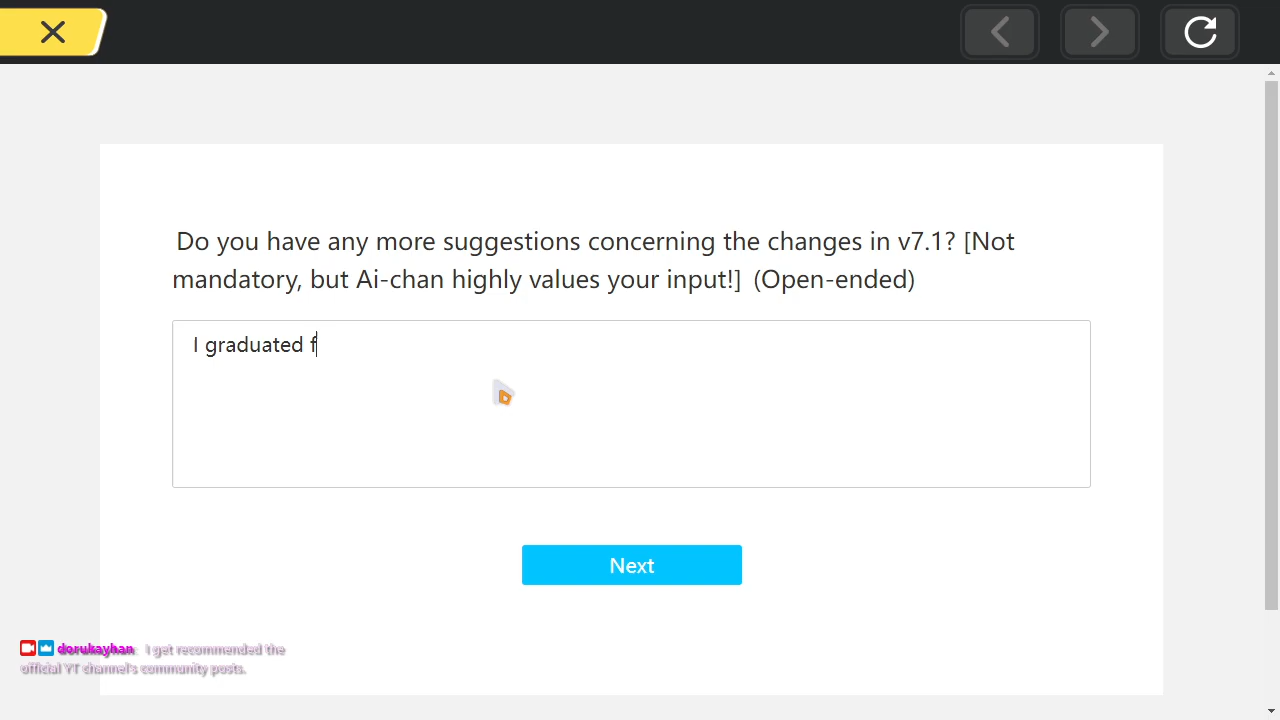 Do you have any more suggestions concerning the changes in v7.1? [Not
mandatory, but Ai-chan highly values your input!] (Open-ended)
I graduated f
Next
dorukayhan I get recommended the
official YT channel's community posts.